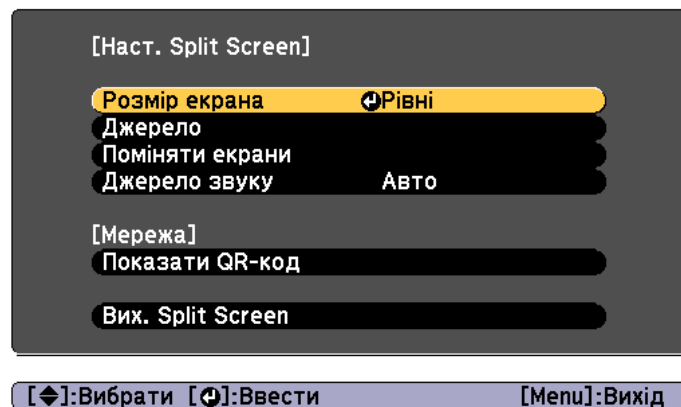 [Наст. Split Screen]
Розмір екрана Рівні
Джерело
Поміняти екрани
Джерело звуку Авто
[Мережа]
Показати QR-код
Вих. Split Screen
[◆]:Вибрати [⏎]:Ввести [Menu]:Вихід